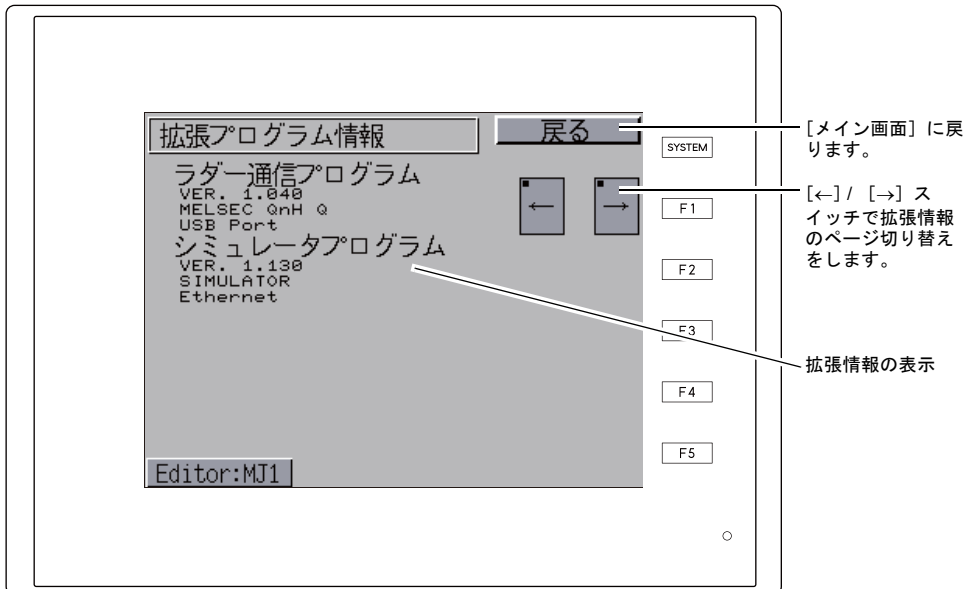 拡張プログラム情報
戻る
ラダー通信プログラム
VER. 1.040
MELSEC QnH Q
USB Port
シミュレータプログラム
VER. 1.130
SIMULATOR
Ethernet
← →
Editor:MJ1
SYSTEM
F1
F2
F3
F4
F5
[メイン画面] に戻
ります。
[←] / [→] ス
イッチで拡張情報
のページ切り替え
をします。
拡張情報の表示